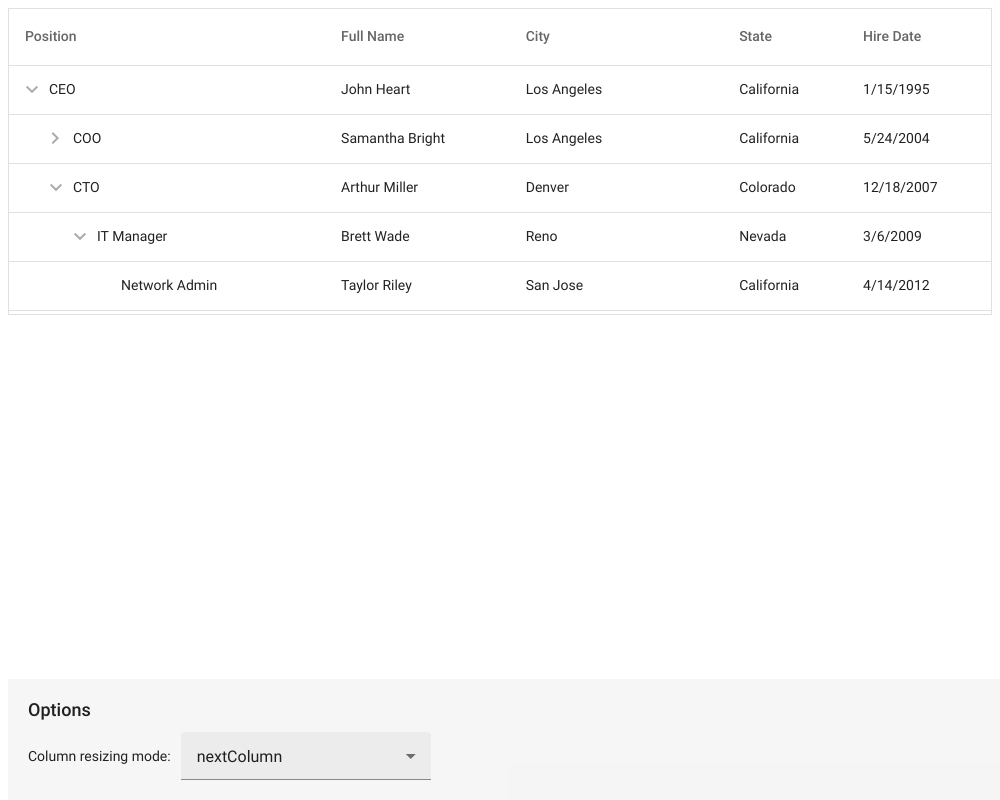 Position Full Name City State Hire Date
CEO John Heart Los Angeles California 1/15/1995
COO Samantha Bright Los Angeles California 5/24/2004
CTO Arthur Miller Denver Colorado 12/18/2007
IT Manager Brett Wade Reno Nevada 3/6/2009
Network Admin Taylor Riley San Jose California 4/14/2012
Options
Column resizing mode: nextColumn